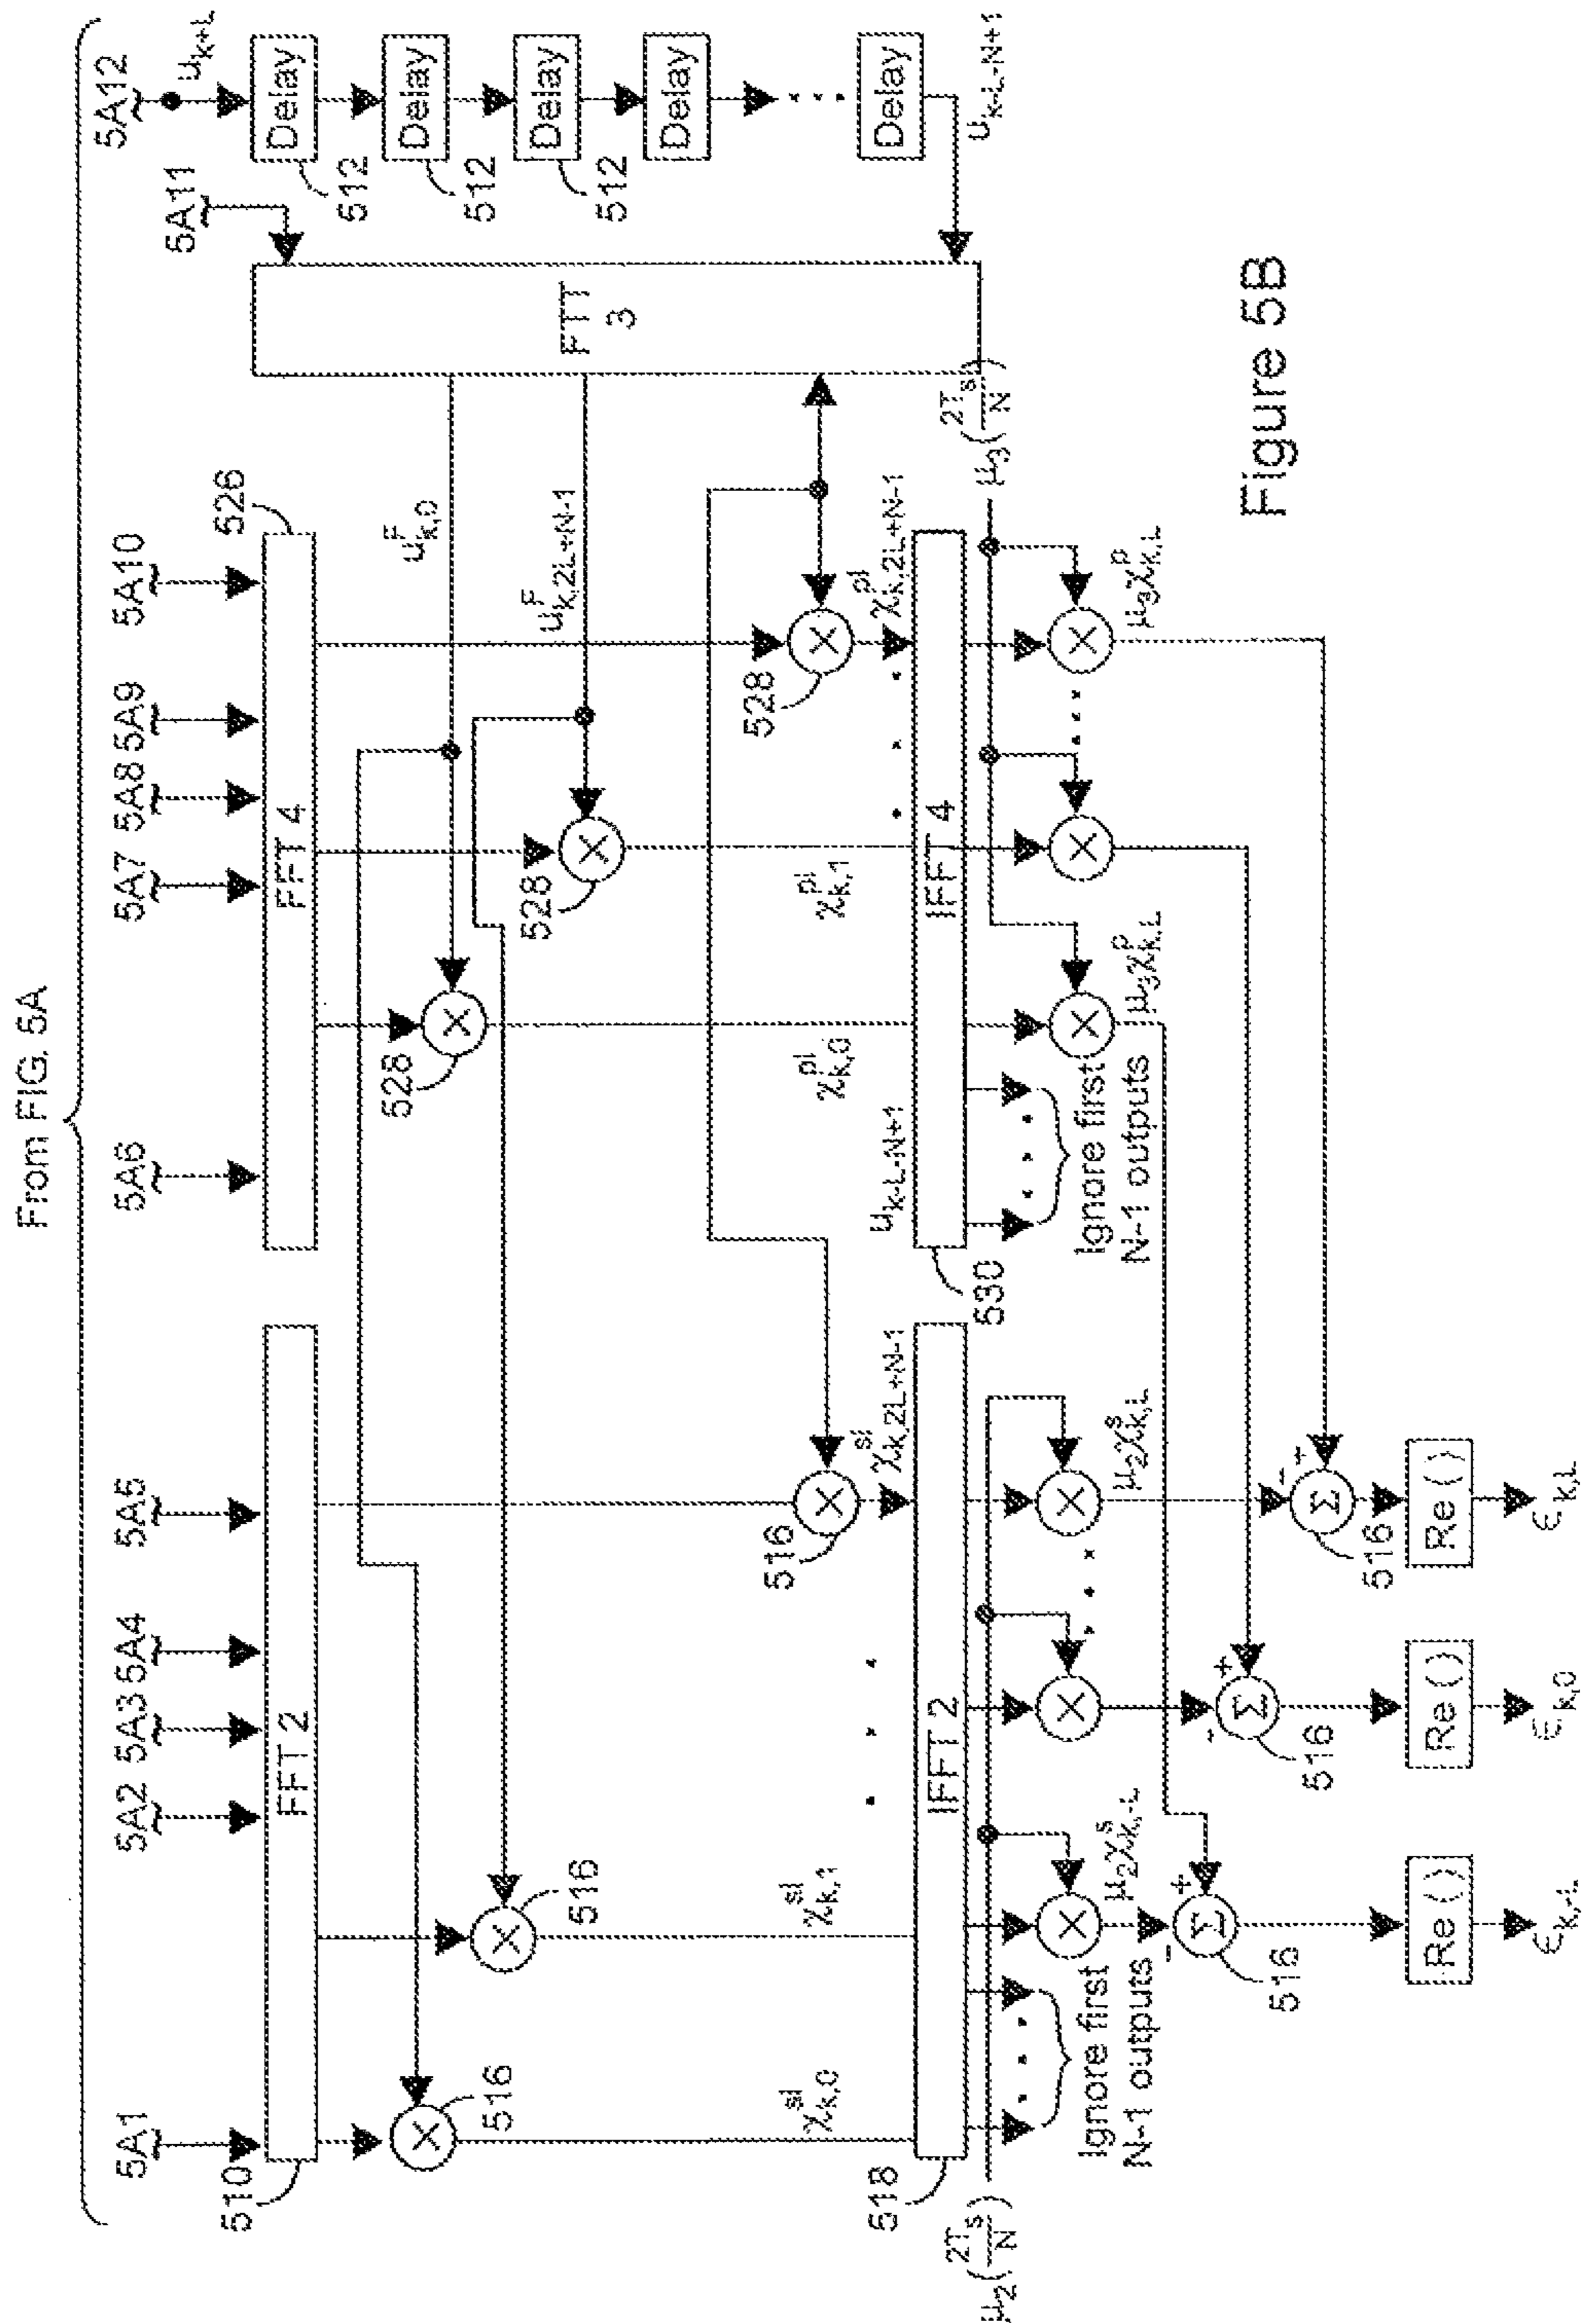 From FIG. 5A
5A1
5A2
5A3
5A4
5A5
5A6
5A7
5A8
5A9
5A10
5A11
5A12
u_{k+L}
510
FFT 2
FFT 4
526
Delay
512
Delay
512
Delay
512
Delay
. . .
Delay
u_{k-L-N+1}
FTT
3
u^F_{k,0}
u^F_{k,2L+N-1}
528
528
528
516
516
516
χ^{sl}_{k,0}
χ^{sl}_{k,1}
χ^{sl}_{k,2L+N-1}
u_{k-L-N+1}
χ^{pl}_{k,0}
χ^{pl}_{k,1}
χ^{pl}_{k,2L+N-1}
518
IFFT 2
530
IFFT 4
μ_2(2T_s/N)
μ_3(2T_s/N)
Ignore first
N-1 outputs
μ_2χ^s_{k,-L}
μ_2χ^s_{k,L}
Ignore first
N-1 outputs
μ_3χ^p_{k,L}
μ_3χ^p_{k,L}
- +
Σ
516
- +
Σ
516
- +
Σ
516
Re ( )
Re ( )
Re ( )
ϵ_{k,-L}
ϵ_{k,0}
ϵ_{k,L}
Figure 5B